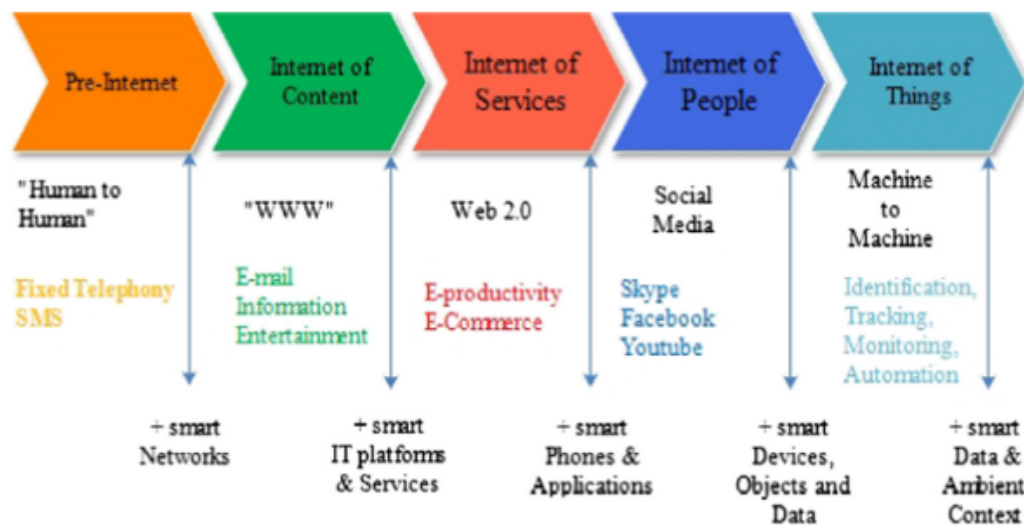 Pre-Internet
Internet of
Content
Internet of
Services
Internet of
People
Internet of
Things
"Human to
Human"
"WWW"
Web 2.0
Social
Media
Machine
to
Machine
Fixed Telephony
SMS
E-mail
Information
Entertainment
E-productivity
E-Commerce
Skype
Facebook
Youtube
Identification,
Tracking,
Monitoring,
Automation
+ smart
Networks
+ smart
IT platforms
& Services
+ smart
Phones &
Applications
+ smart
Devices,
Objects and
Data
+ smart
Data &
Ambient
Context